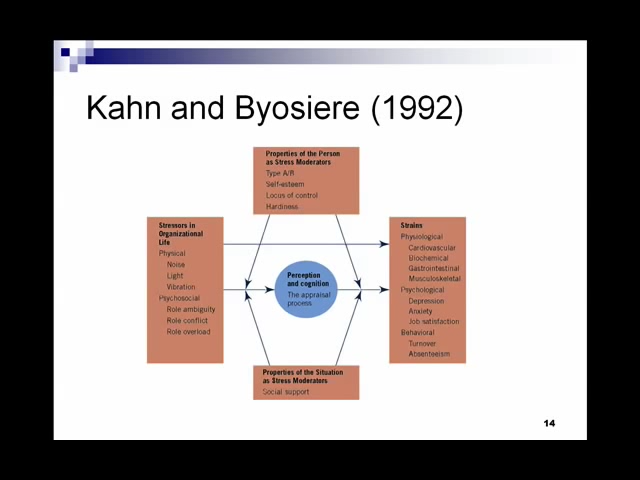 Kahn and Byosiere (1992)
Properties of the Person
as Stress Moderators
Type A/B
Self-esteem
Locus of control
Hardiness
Stressors in
Organizational
Life
Physical
Noise
Light
Vibration
Psychosocial
Role ambiguity
Role conflict
Role overload
Perception
and cognition
The appraisal
process
Strains
Physiological
Cardiovascular
Biochemical
Gastrointestinal
Musculoskeletal
Psychological
Depression
Anxiety
Job satisfaction
Behavioral
Turnover
Absenteeism
Properties of the Situation
as Stress Moderators
Social support
14